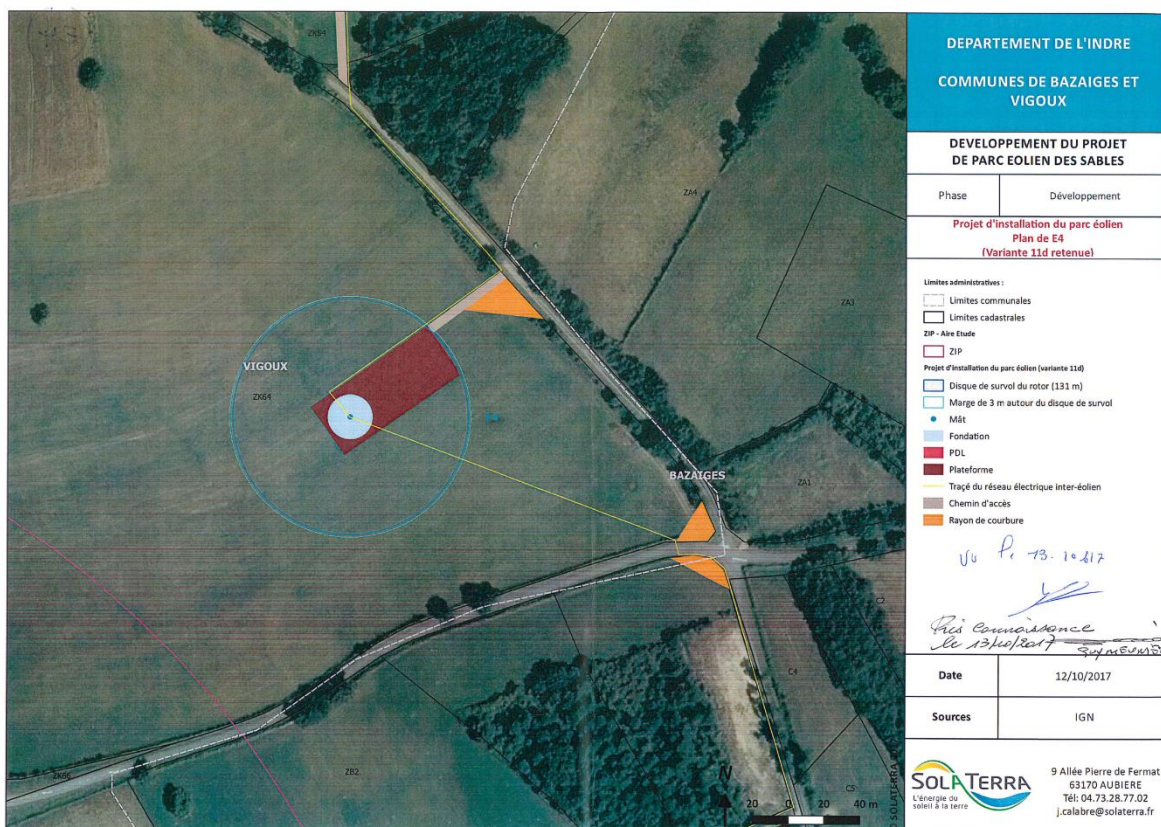 ZK54
ZA4
ZA3
VIGOUX
ZK64
E4
BAZAIGES
ZA1
C2
C4
ZK66
ZB2
C5
N
20 0 20 40 m
SOLATERRA
DEPARTEMENT DE L'INDRE
COMMUNES DE BAZAIGES ET
VIGOUX
DEVELOPPEMENT DU PROJET
DE PARC EOLIEN DES SABLES
Phase Développement
Projet d'installation du parc éolien
Plan de E4
(Variante 11d retenue)
Limites administratives :
Limites communales
Limites cadastrales
ZIP - Aire Etude
ZIP
Projet d'installation du parc éolien (variante 11d)
Disque de survol du rotor (131 m)
Marge de 3 m autour du disque de survol
Mât
Fondation
PDL
Plateforme
Traçé du réseau électrique inter-éolien
Chemin d'accès
Rayon de courbure
Vu le 13.10.17
Pris connaissance
le 13/10/2017
Date 12/10/2017
Sources IGN
SOLATERRA
L'énergie du
soleil à la terre
9 Allée Pierre de Fermat
63170 AUBIERE
Tél: 04.73.28.77.02
j.calabre@solaterra.fr